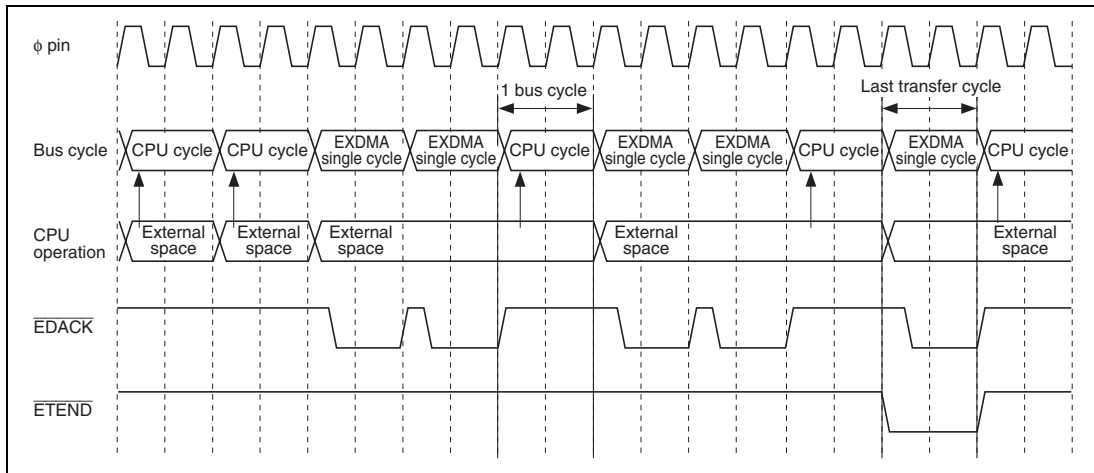 φ pin
1 bus cycle
Last transfer cycle
Bus cycle
CPU cycle
CPU cycle
EXDMA
single cycle
EXDMA
single cycle
CPU cycle
EXDMA
single cycle
EXDMA
single cycle
CPU cycle
EXDMA
single cycle
CPU cycle
CPU
operation
External
space
External
space
External
space
External
space
External
space
EDACK
ETEND